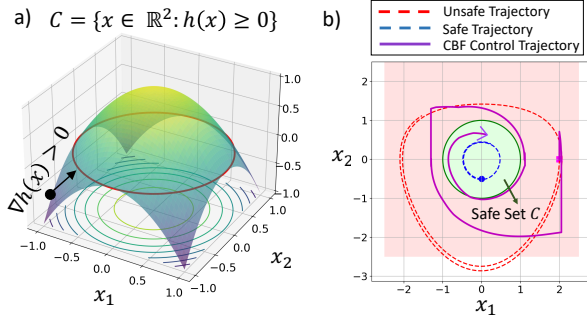 a) C = {x ∈ ℝ²: h(x) ≥ 0}
∇h(x) > 0
1.0
0.5
0.0
−0.5
−1.0
−1.0
−0.5
0.0
0.5
1.0
x₁
−1.0
−0.5
0.0
0.5
1.0
x₂
b)
Unsafe Trajectory
Safe Trajectory
CBF Control Trajectory
2
1
0
−1
−2
−3
x₂
Safe Set C
−2
−1
0
1
2
x₁